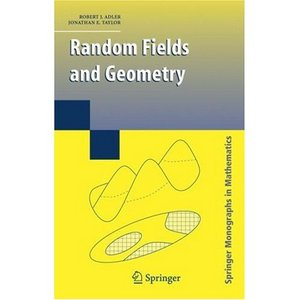 ROBERT J. ADLER
JONATHAN E. TAYLOR
Random Fields
and Geometry
Springer Monographs in Mathematics
Springer